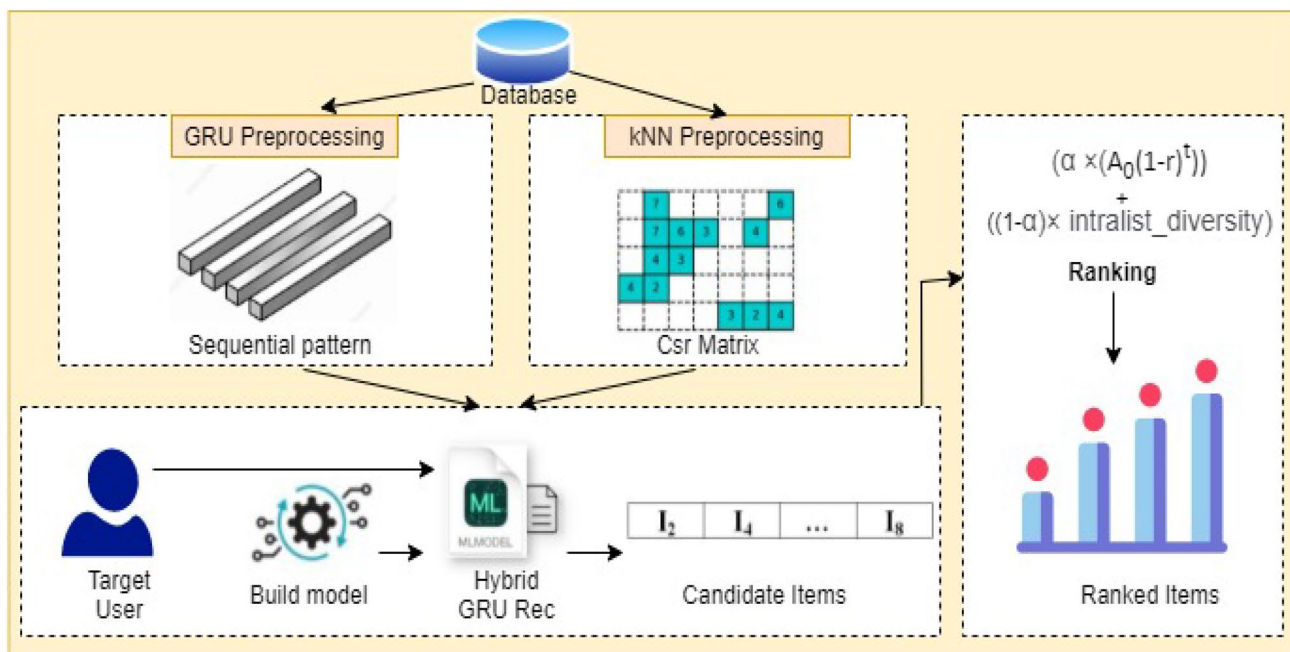 Database
GRU Preprocessing
kNN Preprocessing
7 6
7 6 3 4
4 3
4 2
3 2 4
Sequential pattern
Csr Matrix
(α ×(A₀(1-r)ᵗ))
+
((1-α)× intralist_diversity)
Ranking
ML
MLMODEL
I₂ I₄ ... I₈
Target
User
Build model
Hybrid
GRU Rec
Candidate Items
Ranked Items